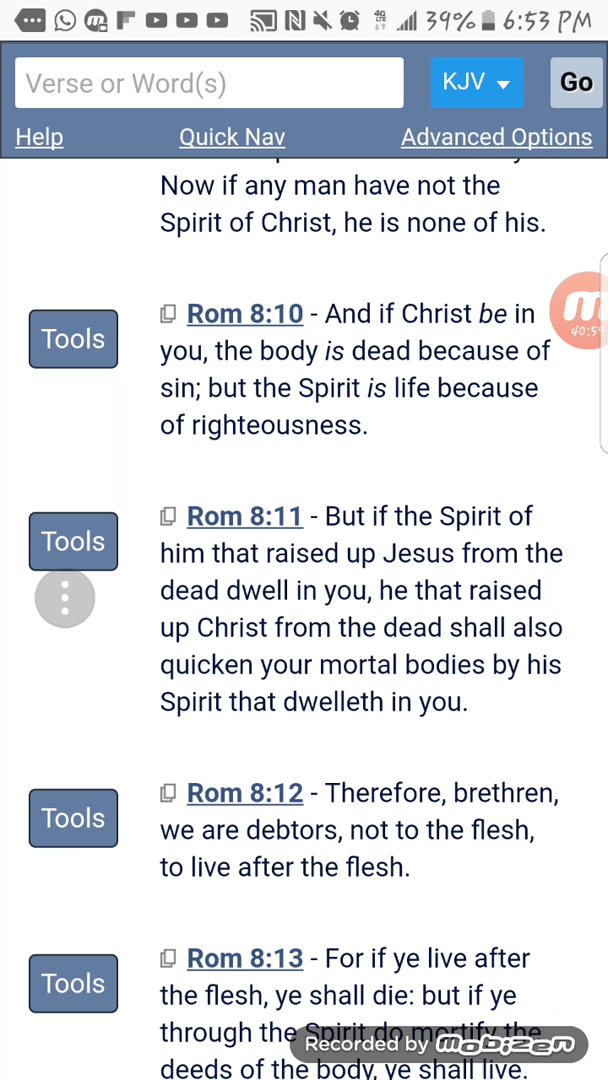 39% 6:53 PM
Verse or Word(s) KJV Go
Help Quick Nav Advanced Options
Now if any man have not the
Spirit of Christ, he is none of his.
Tools
Rom 8:10 - And if Christ be in
you, the body is dead because of
sin; but the Spirit is life because
of righteousness.
40:59
Tools
Rom 8:11 - But if the Spirit of
him that raised up Jesus from the
dead dwell in you, he that raised
up Christ from the dead shall also
quicken your mortal bodies by his
Spirit that dwelleth in you.
Tools
Rom 8:12 - Therefore, brethren,
we are debtors, not to the flesh,
to live after the flesh.
Tools
Rom 8:13 - For if ye live after
the flesh, ye shall die: but if ye
through the Spirit do mortify the
deeds of the body, ye shall live.
Recorded by mobizen